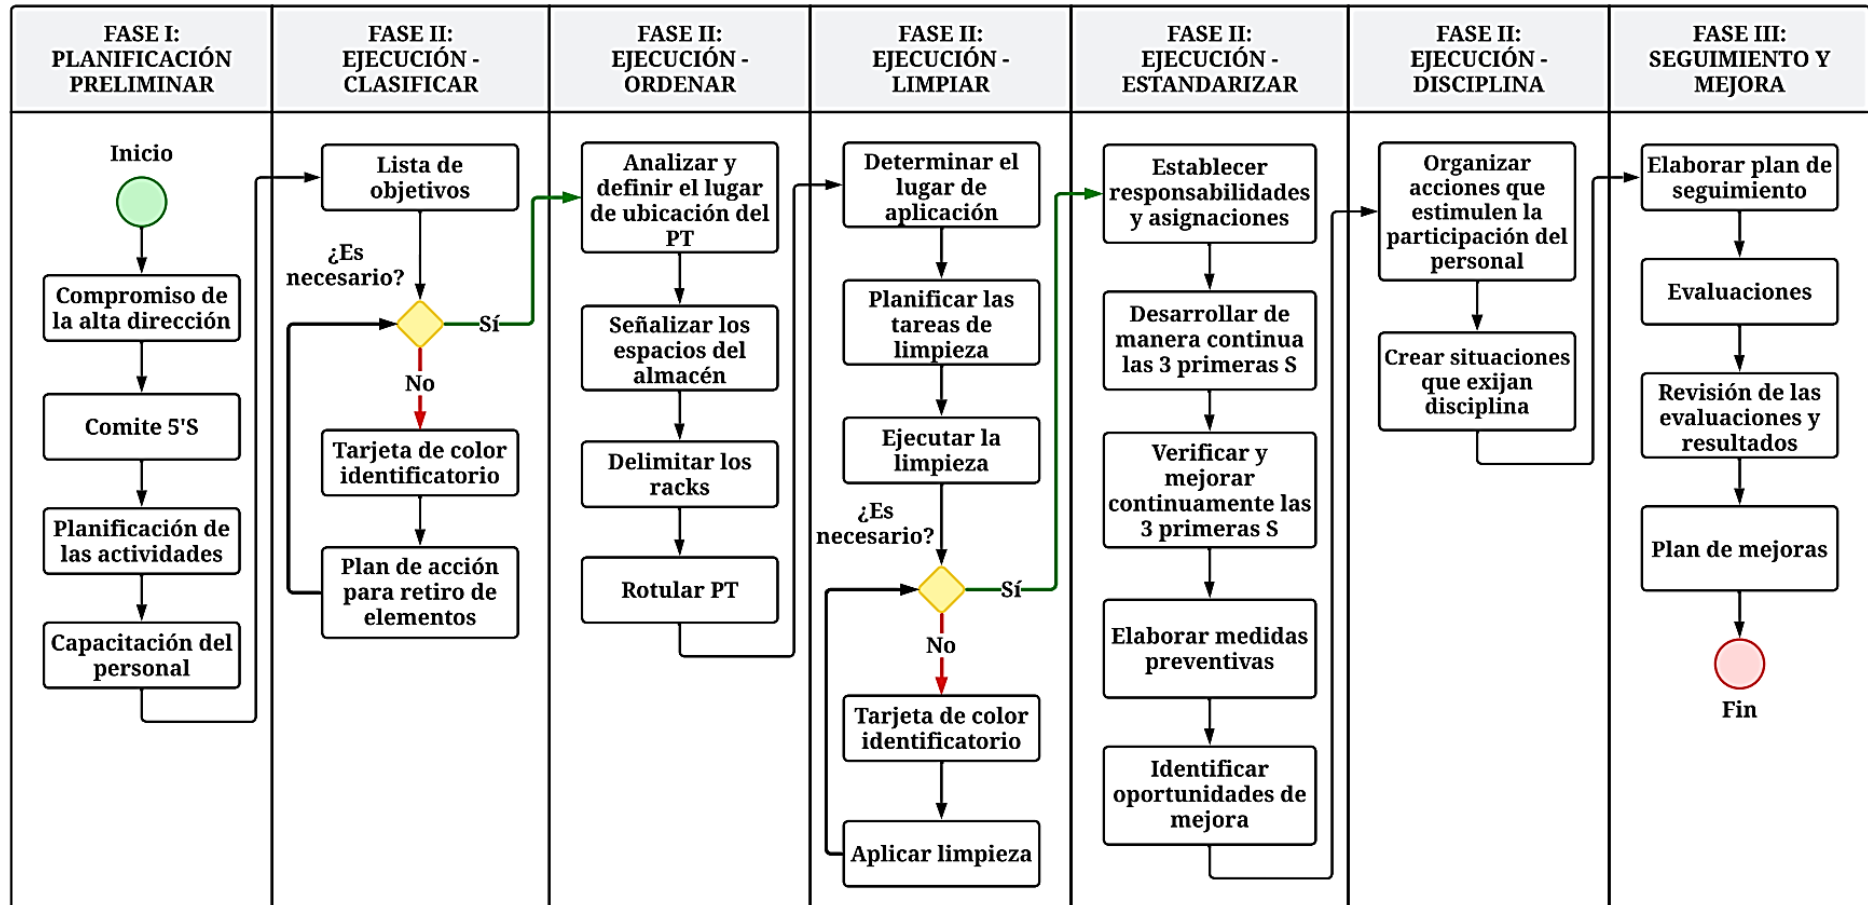 FASE I:
PLANIFICACIÓN
PRELIMINAR
FASE II:
EJECUCIÓN -
CLASIFICAR
FASE II:
EJECUCIÓN -
ORDENAR
FASE II:
EJECUCIÓN -
LIMPIAR
FASE II:
EJECUCIÓN -
ESTANDARIZAR
FASE II:
EJECUCIÓN -
DISCIPLINA
FASE III:
SEGUIMIENTO Y
MEJORA
Inicio
Compromiso de
la alta dirección
Comite 5'S
Planificación de
las actividades
Capacitación del
personal
Lista de
objetivos
¿Es
necesario?
Sí
No
Tarjeta de color
identificatorio
Plan de acción
para retiro de
elementos
Analizar y
definir el lugar
de ubicación del
PT
Señalizar los
espacios del
almacén
Delimitar los
racks
Rotular PT
Determinar el
lugar de
aplicación
Planificar las
tareas de
limpieza
Ejecutar la
limpieza
¿Es
necesario?
Sí
No
Tarjeta de color
identificatorio
Aplicar limpieza
Establecer
responsabilidades
y asignaciones
Desarrollar de
manera continua
las 3 primeras S
Verificar y
mejorar
continuamente las
3 primeras S
Elaborar medidas
preventivas
Identificar
oportunidades de
mejora
Organizar
acciones que
estimulen la
participación del
personal
Crear situaciones
que exijan
disciplina
Elaborar plan de
seguimiento
Evaluaciones
Revisión de las
evaluaciones y
resultados
Plan de mejoras
Fin